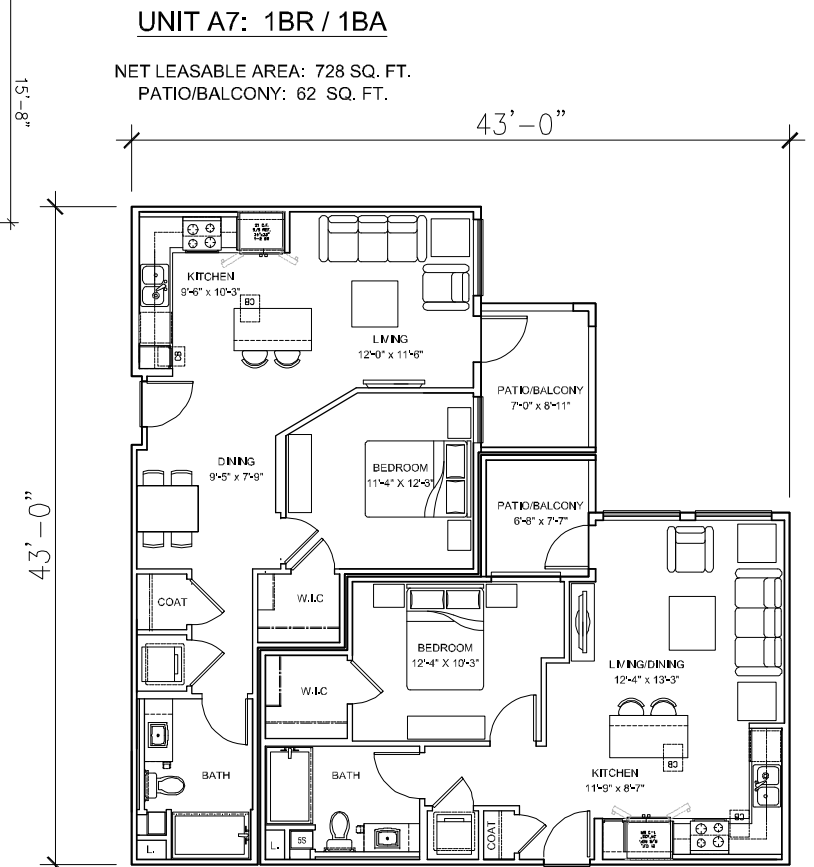 UNIT A7: 1BR / 1BA
NET LEASABLE AREA: 728 SQ. FT.
PATIO/BALCONY: 62 SQ. FT.
15'-8"
43'-0"
43'-0"
KITCHEN
9'-6" x 10'-3"
CB
CB
LIVING
12'-0" x 11'-6"
PATIO/BALCONY
7'-0" x 8'-11"
DINING
9'-5" x 7'-9"
BEDROOM
11'-4" X 12'-3"
PATIO/BALCONY
6'-8" x 7'-7"
COAT
W.I.C
BEDROOM
12'-4" X 10'-3"
W.I.C
LIVING/DINING
12'-4" x 13'-3"
BATH
BATH
KITCHEN
11'-9" x 8'-7"
CB
CB
COAT
L.
L.
5S